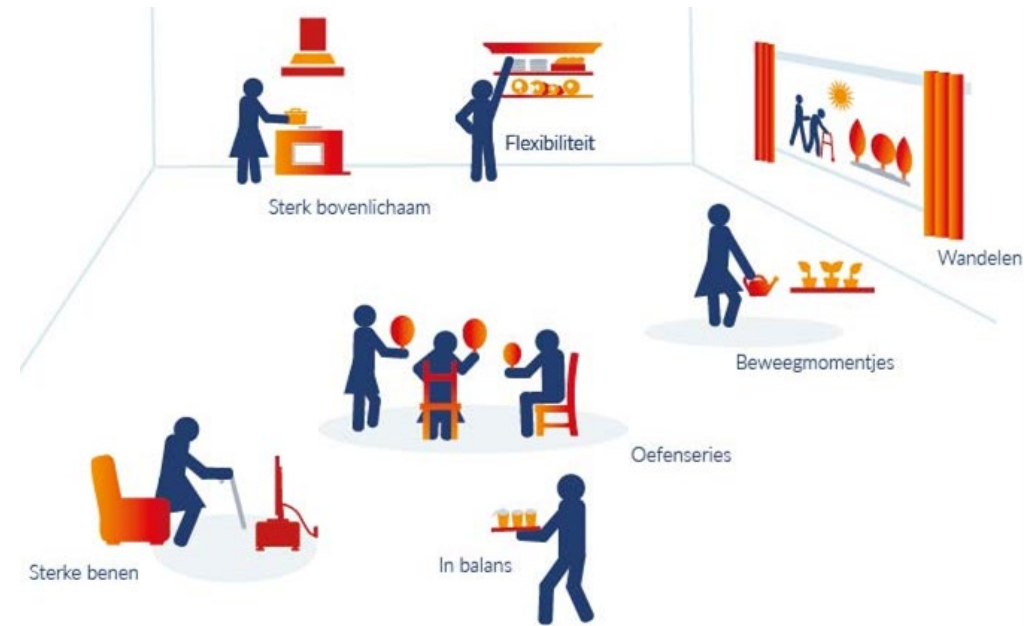 Flexibiliteit
Sterk bovenlichaam
Wandelen
Beweegmomentjes
Oefenseries
In balans
Sterke benen